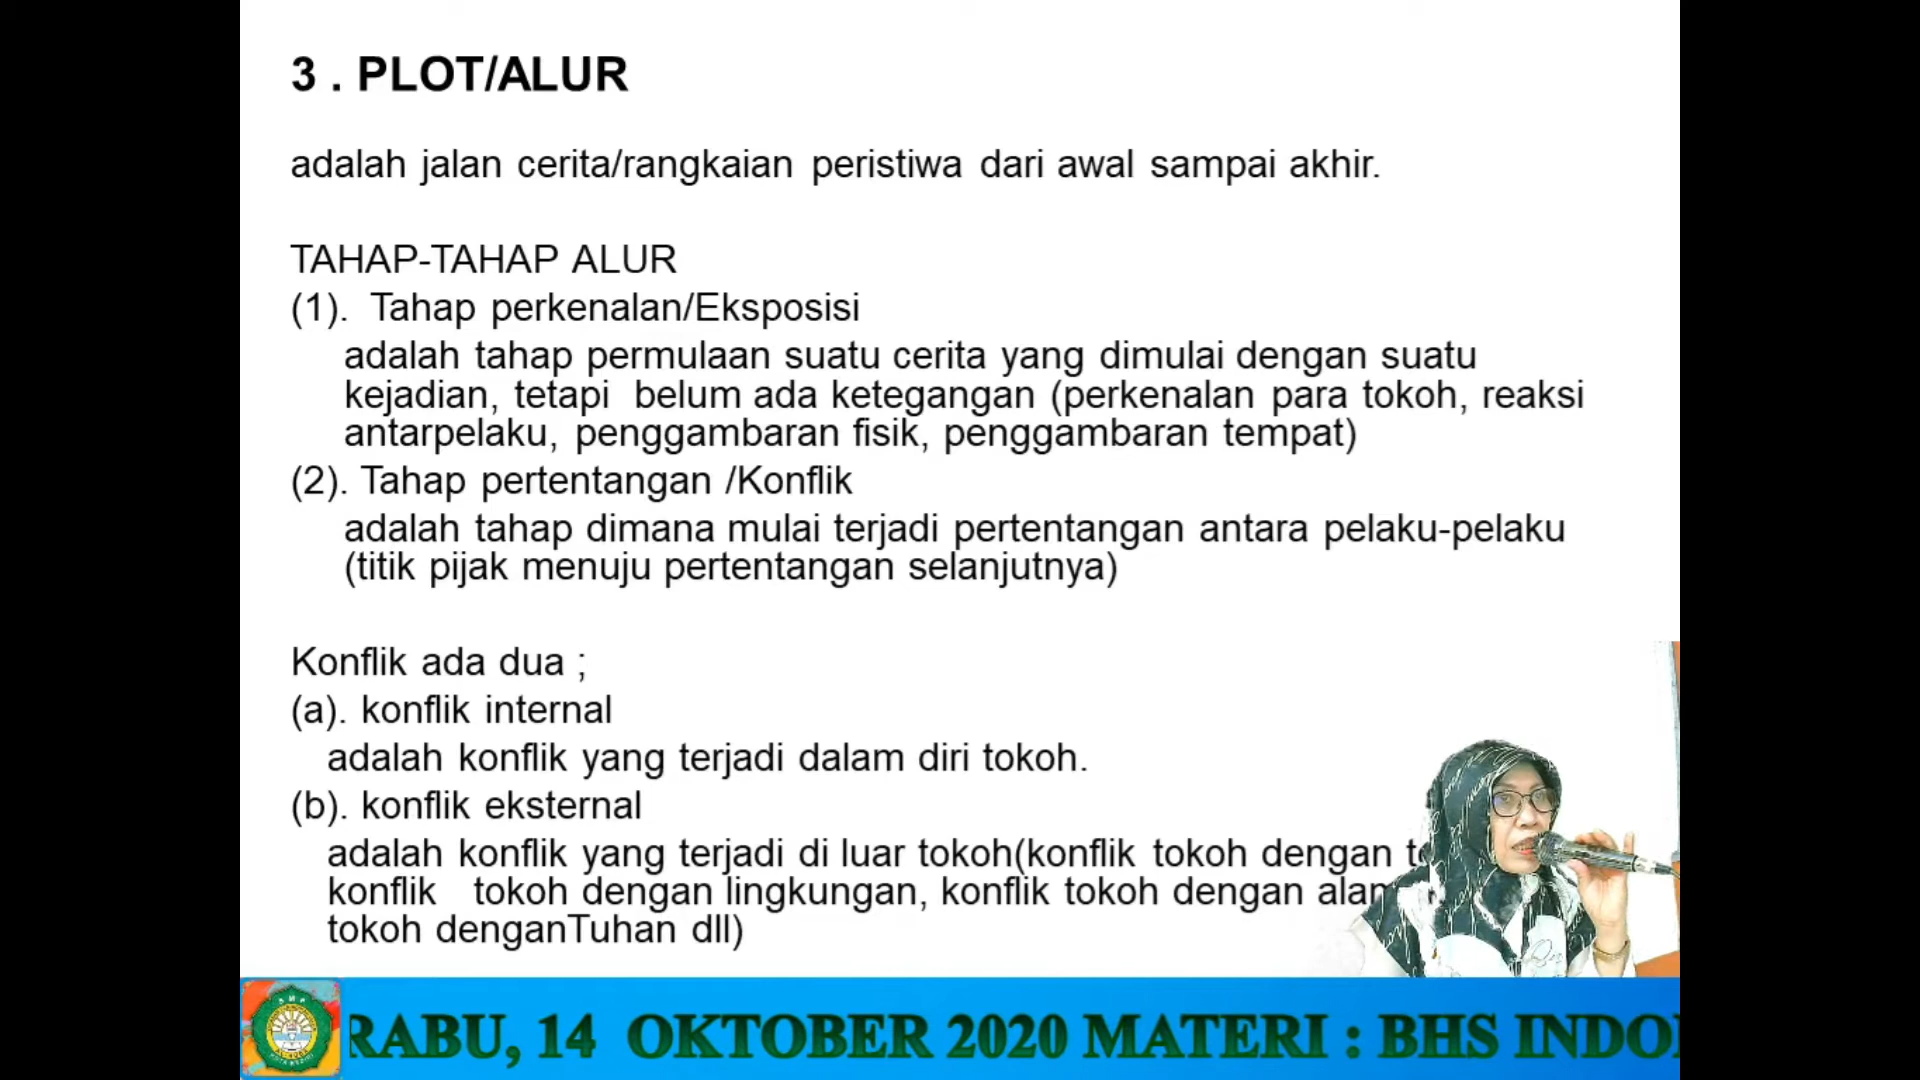 3 . PLOT/ALUR
adalah jalan cerita/rangkaian peristiwa dari awal sampai akhir.
TAHAP-TAHAP ALUR
(1). Tahap perkenalan/Eksposisi
adalah tahap permulaan suatu cerita yang dimulai dengan suatu
kejadian, tetapi belum ada ketegangan (perkenalan para tokoh, reaksi
antarpelaku, penggambaran fisik, penggambaran tempat)
(2). Tahap pertentangan /Konflik
adalah tahap dimana mulai terjadi pertentangan antara pelaku-pelaku
(titik pijak menuju pertentangan selanjutnya)
Konflik ada dua ;
(a). konflik internal
adalah konflik yang terjadi dalam diri tokoh.
(b). konflik eksternal
adalah konflik yang terjadi di luar tokoh(konflik tokoh dengan
konflik tokoh dengan lingkungan, konflik tokoh dengan alam
tokoh denganTuhan dll)
RABU, 14 OKTOBER 2020 MATERI : BHS INDO